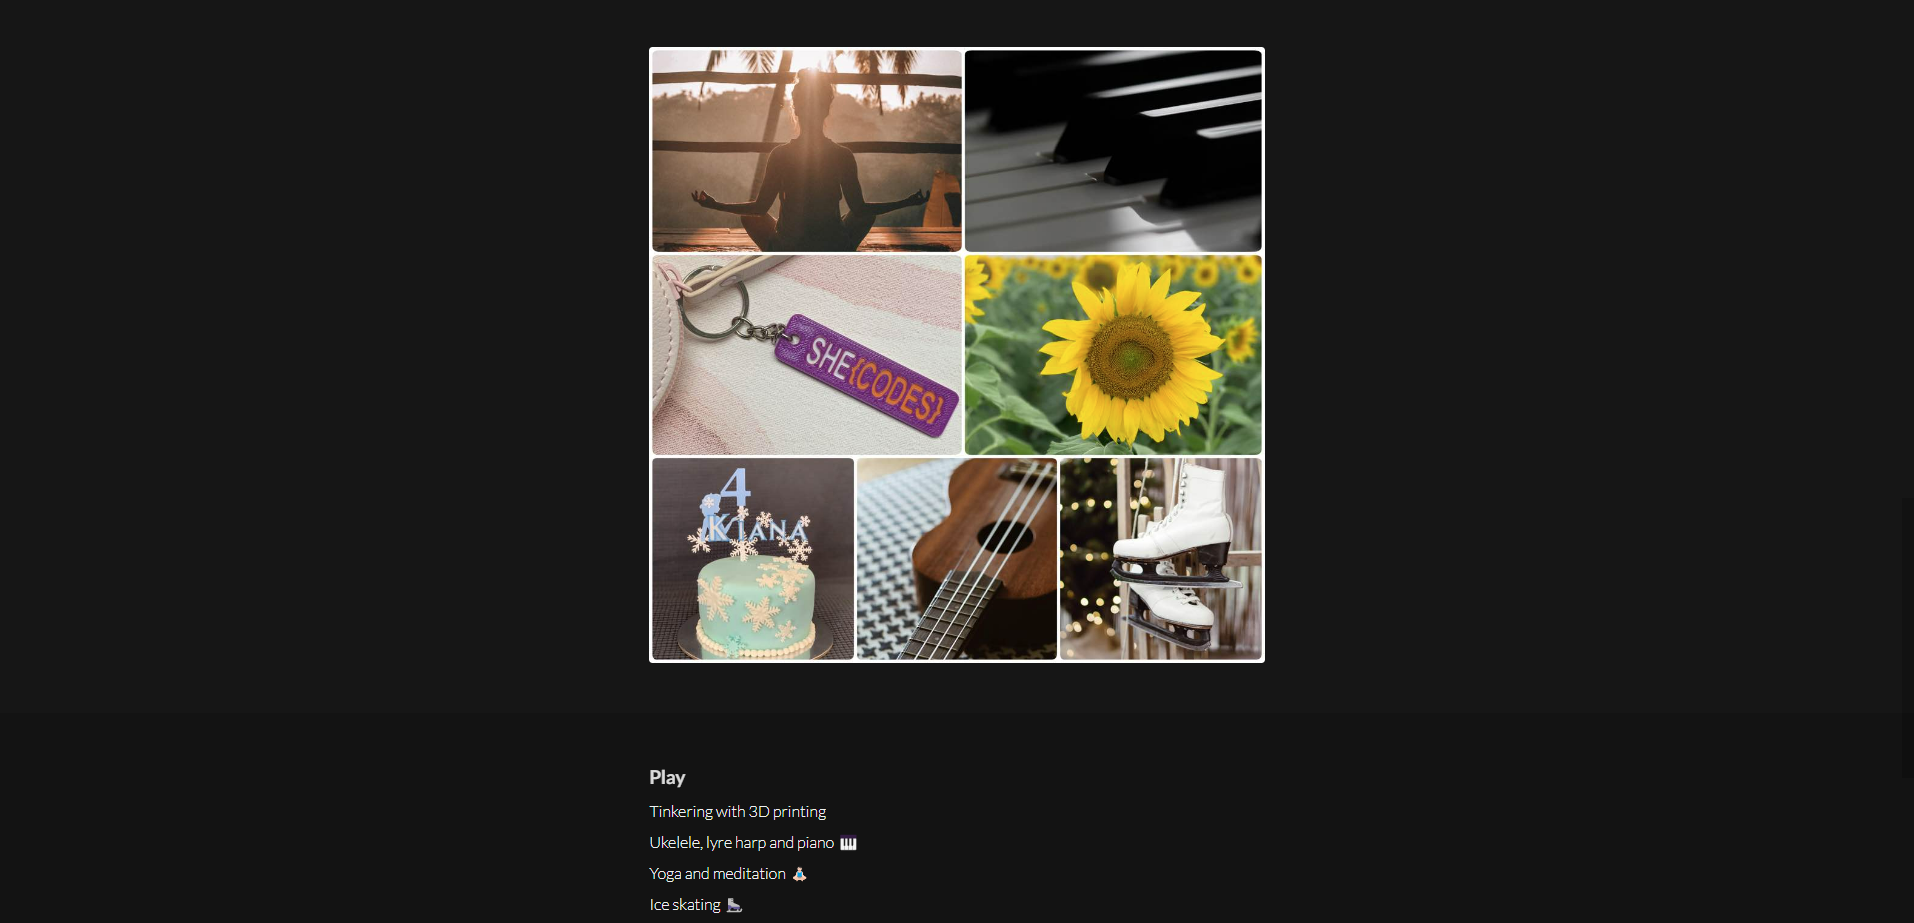 SHE{CODES}
4
KIANA
Play
Tinkering with 3D printing
Ukelele, lyre harp and piano 🎹
Yoga and meditation 🧘
Ice skating ⛸